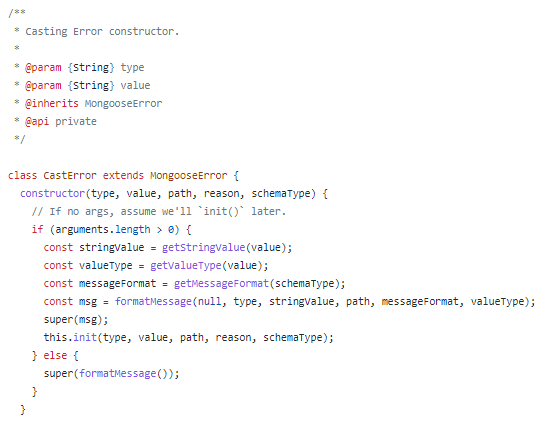 /**
 * Casting Error constructor.
 *
 * @param {String} type
 * @param {String} value
 * @inherits MongooseError
 * @api private
 */

class CastError extends MongooseError {
  constructor(type, value, path, reason, schemaType) {
    // If no args, assume we'll `init()` later.
    if (arguments.length > 0) {
      const stringValue = getStringValue(value);
      const valueType = getValueType(value);
      const messageFormat = getMessageFormat(schemaType);
      const msg = formatMessage(null, type, stringValue, path, messageFormat, valueType);
      super(msg);
      this.init(type, value, path, reason, schemaType);
    } else {
      super(formatMessage());
    }
  }